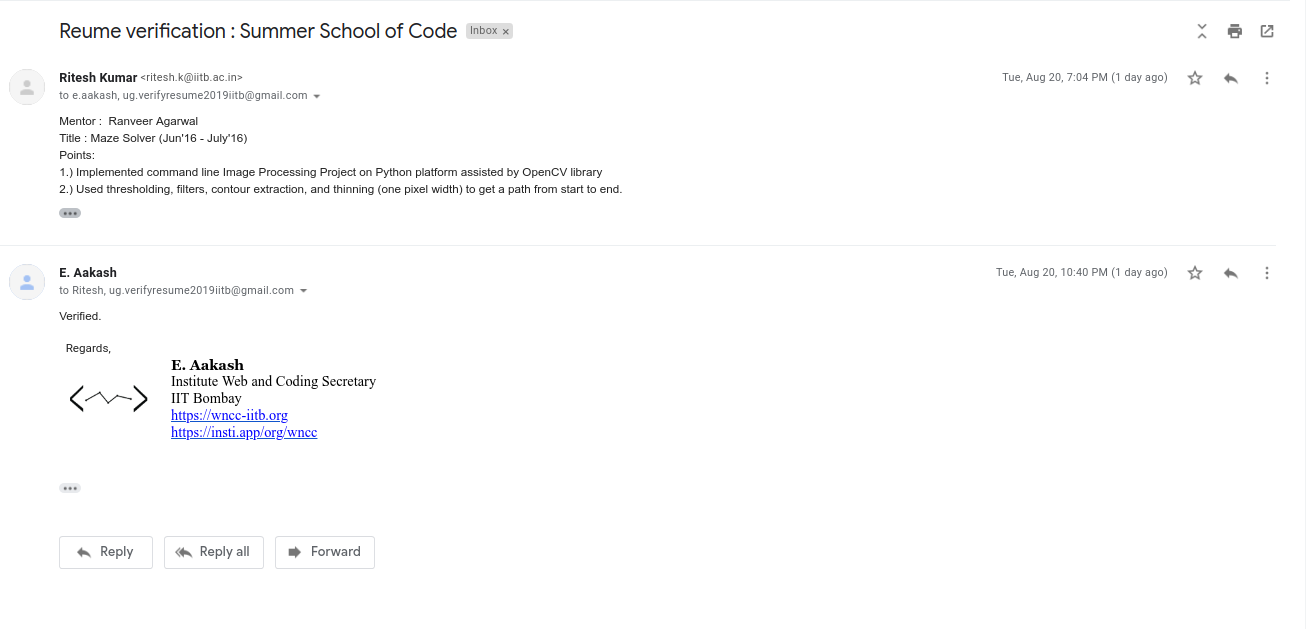 Reume verification : Summer School of Code Inbox ×
Ritesh Kumar <ritesh.k@iitb.ac.in> Tue, Aug 20, 7:04 PM (1 day ago)
to e.aakash, ug.verifyresume2019iitb@gmail.com
Mentor : Ranveer Agarwal
Title : Maze Solver (Jun'16 - July'16)
Points:
1.) Implemented command line Image Processing Project on Python platform assisted by OpenCV library
2.) Used thresholding, filters, contour extraction, and thinning (one pixel width) to get a path from start to end.
E. Aakash Tue, Aug 20, 10:40 PM (1 day ago)
to Ritesh, ug.verifyresume2019iitb@gmail.com
Verified.
Regards,
E. Aakash
Institute Web and Coding Secretary
IIT Bombay
https://wncc-iitb.org
https://insti.app/org/wncc
Reply Reply all Forward